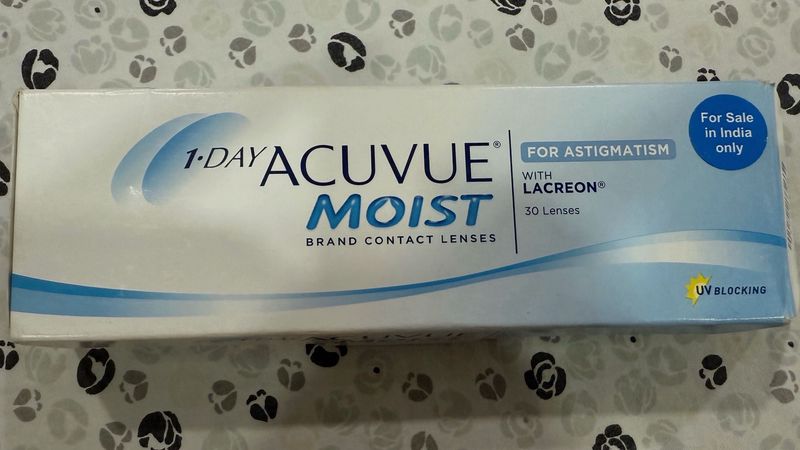 1·DAY ACUVUE®
MOIST
BRAND CONTACT LENSES
FOR ASTIGMATISM
WITH
LACREON®
30 Lenses
For Sale
in India
only
UV BLOCKING